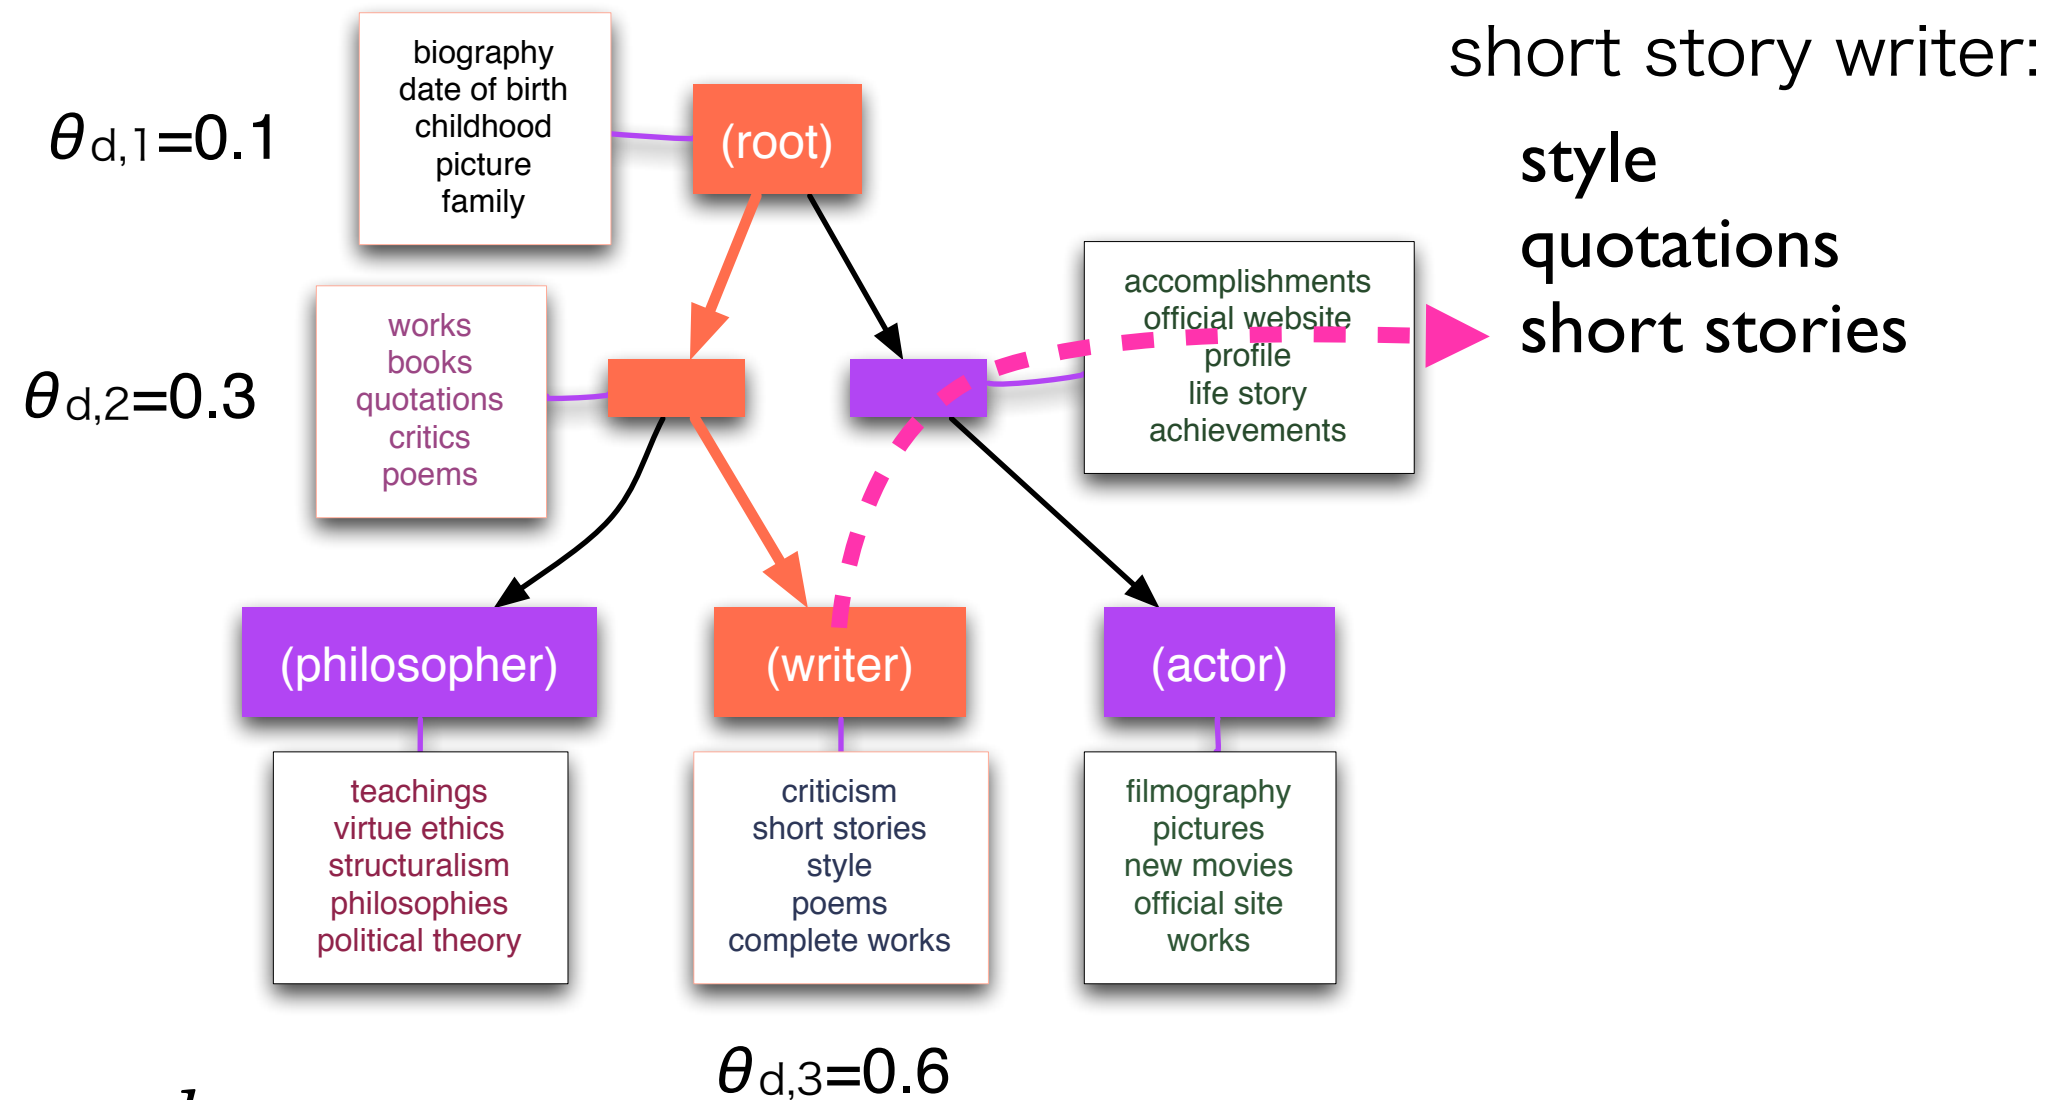 short story writer:
style
quotations
short stories
biography
date of birth
childhood
picture
family
(root)
θd,1=0.1
works
books
quotations
critics
poems
θd,2=0.3
accomplishments
official website
profile
life story
achievements
(philosopher)
(writer)
(actor)
teachings
virtue ethics
structuralism
philosophies
political theory
criticism
short stories
style
poems
complete works
filmography
pictures
new movies
official site
works
θd,3=0.6